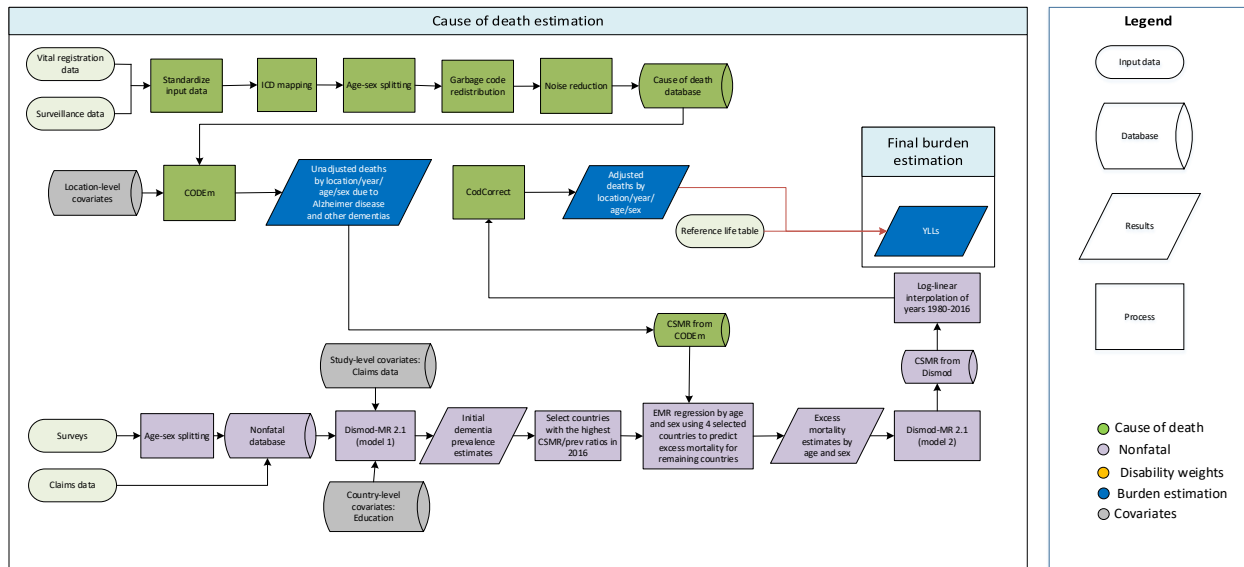 Cause of death estimation
Legend
Vital registration
data
Surveillance data
Standardize
input data
ICD mapping
Age-sex splitting
Garbage code
redistribution
Noise reduction
Cause of death
database
Input data
Database
Results
Process
Location-level
covariates
CODEm
Unadjusted deaths
by location/year/
age/sex due to
Alzheimer disease
and other dementias
CodCorrect
Adjusted
deaths by
location/year/
age/sex
Reference life table
Final burden
estimation
YLLs
Log-linear
interpolation of
years 1980-2016
CSMR from
CODEm
CSMR from
Dismod
Study-level covariates:
Claims data
Surveys
Age-sex splitting
Nonfatal
database
Dismod-MR 2.1
(model 1)
Initial
dementia
prevalence
estimates
Select countries
with the highest
CSMR/prev ratios in
2016
EMR regression by age
and sex using 4 selected
countries to predict
excess mortality for
remaining countries
Excess
mortality
estimates by
age and sex
Dismod-MR 2.1
(model 2)
Claims data
Country-level
covariates:
Education
Cause of death
Nonfatal
Disability weights
Burden estimation
Covariates